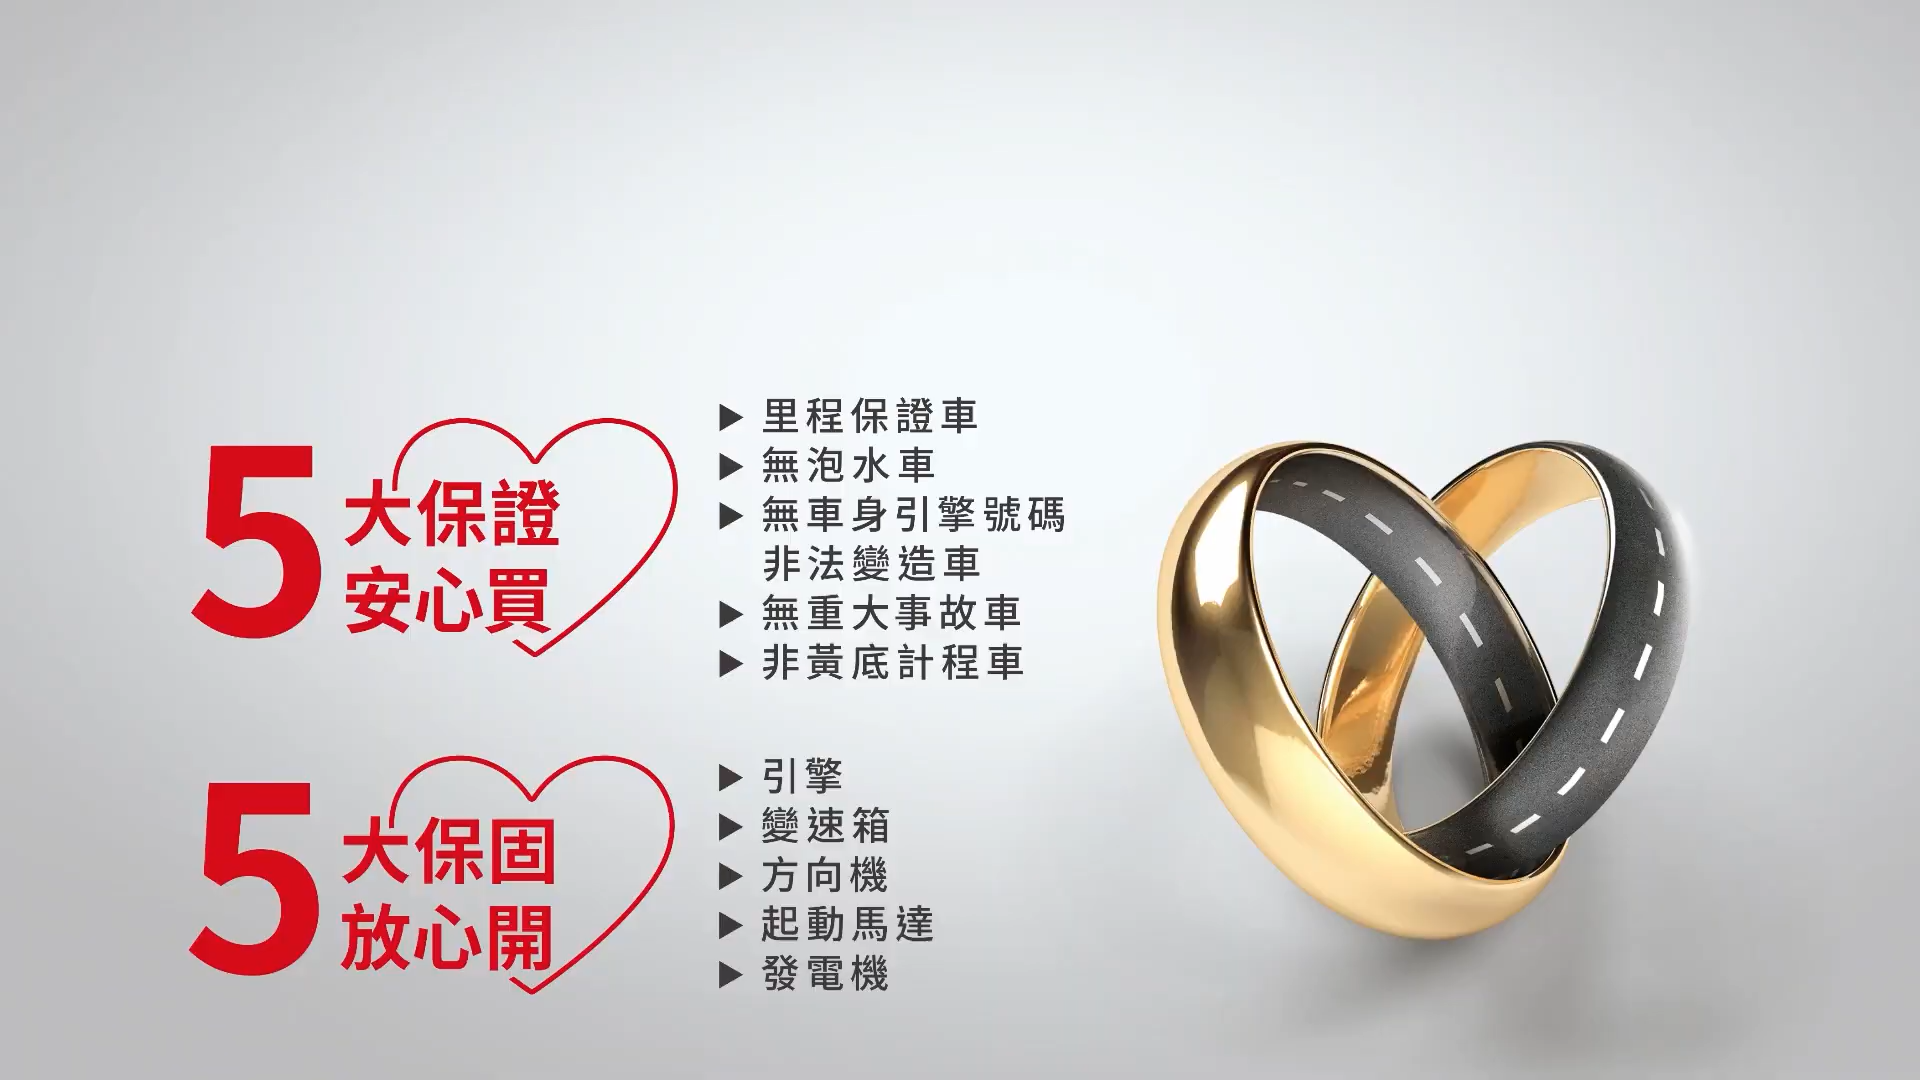 5大保證
安心買
▶ 里程保證車
▶ 無泡水車
▶ 無車身引擎號碼
非法變造車
▶ 無重大事故車
▶ 非黃底計程車
5大保固
放心開
▶ 引擎
▶ 變速箱
▶ 方向機
▶ 起動馬達
▶ 發電機